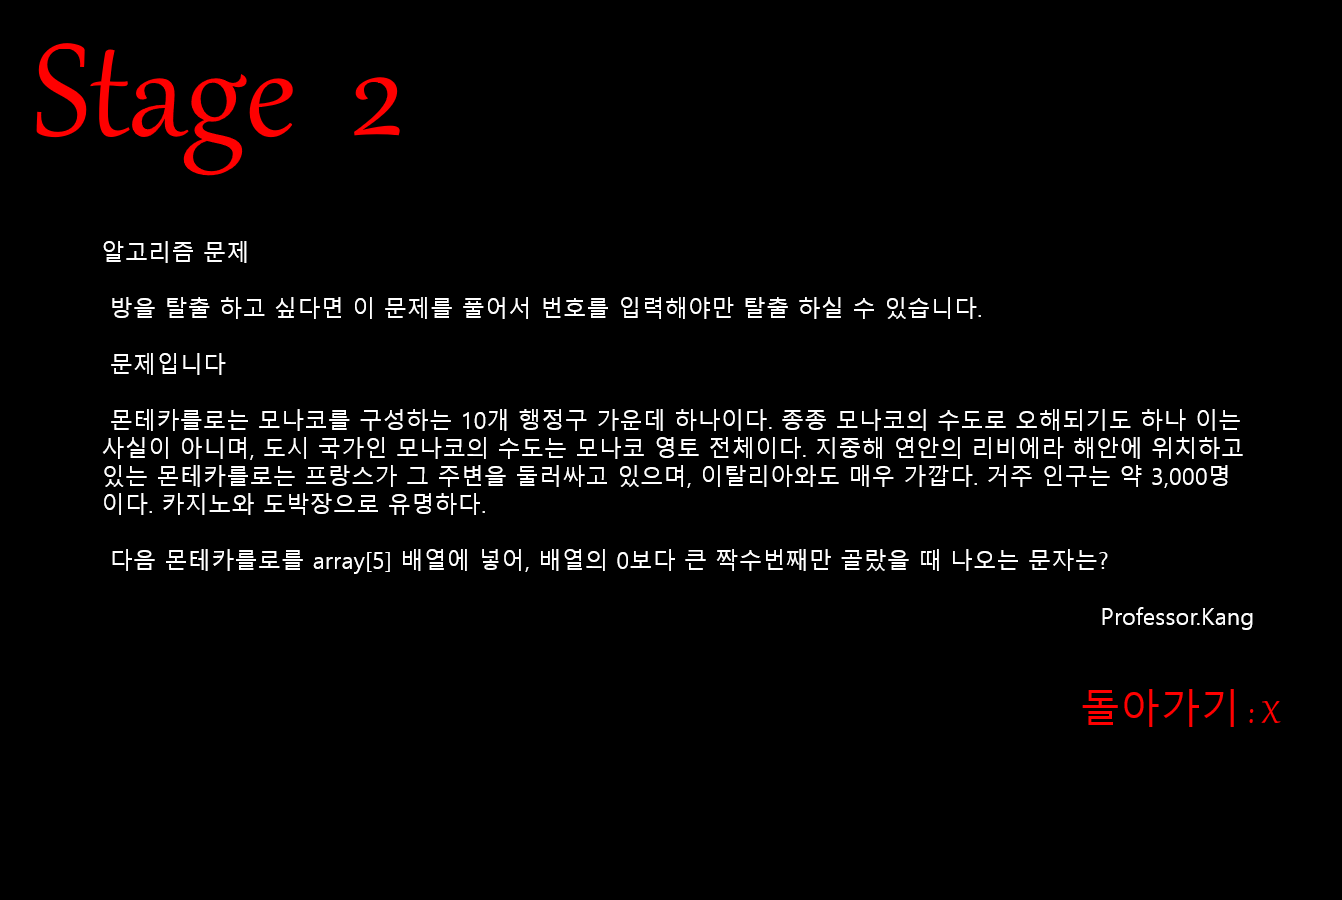 Stage 2
알고리즘 문제
방을 탈출 하고 싶다면 이 문제를 풀어서 번호를 입력해야만 탈출 하실 수 있습니다.
문제입니다
몬테카를로는 모나코를 구성하는 10개 행정구 가운데 하나이다. 종종 모나코의 수도로 오해되기도 하나 이는
사실이 아니며, 도시 국가인 모나코의 수도는 모나코 영토 전체이다. 지중해 연안의 리비에라 해안에 위치하고
있는 몬테카를로는 프랑스가 그 주변을 둘러싸고 있으며, 이탈리아와도 매우 가깝다. 거주 인구는 약 3,000명
이다. 카지노와 도박장으로 유명하다.
다음 몬테카를로를 array[5] 배열에 넣어, 배열의 0보다 큰 짝수번째만 골랐을 때 나오는 문자는?
Professor.Kang
돌아가기 : X